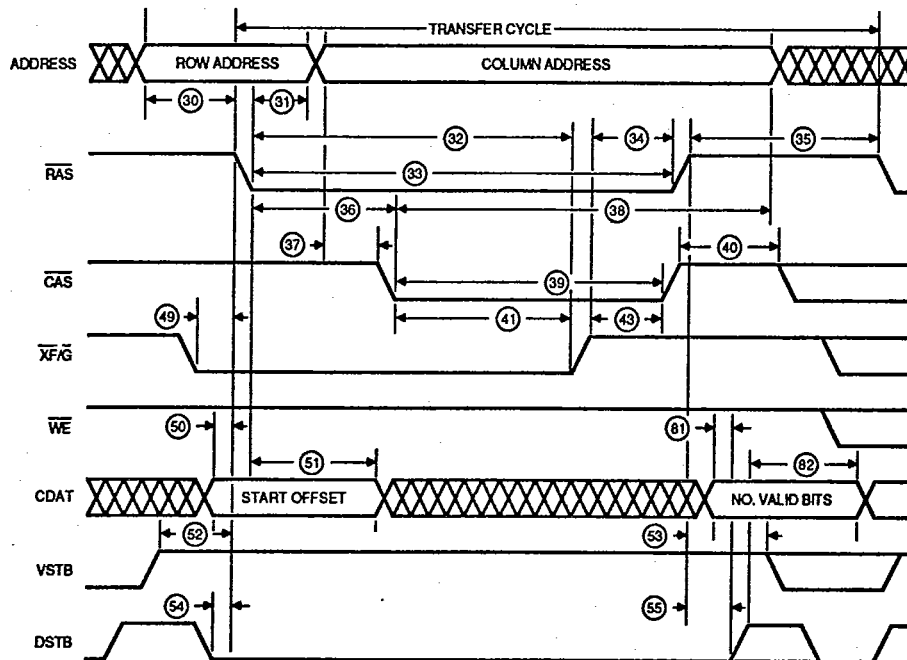 TRANSFER CYCLE
ADDRESS ROW ADDRESS COLUMN ADDRESS
30 31
32 34 35
RAS
33
36 38
37 40
CAS
39
49 41 43
XF/G
50 81
WE
51 82
CDAT START OFFSET NO. VALID BITS
52 53
VSTB
54 55
DSTB